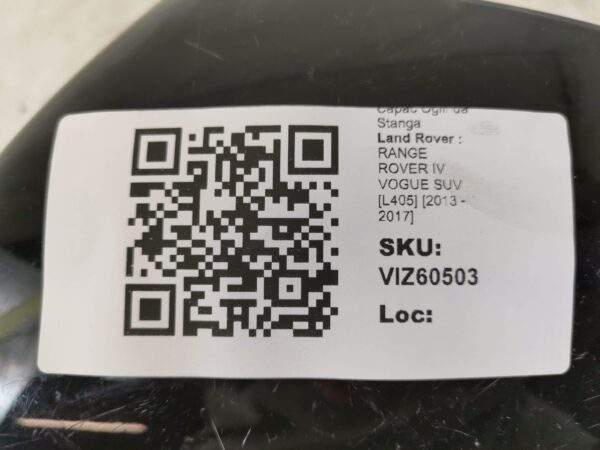 Capac Oglinda
Stanga
Land Rover :
RANGE
ROVER IV
VOGUE SUV
[L405] [2013 -
2017]
SKU:
VIZ60503
Loc: